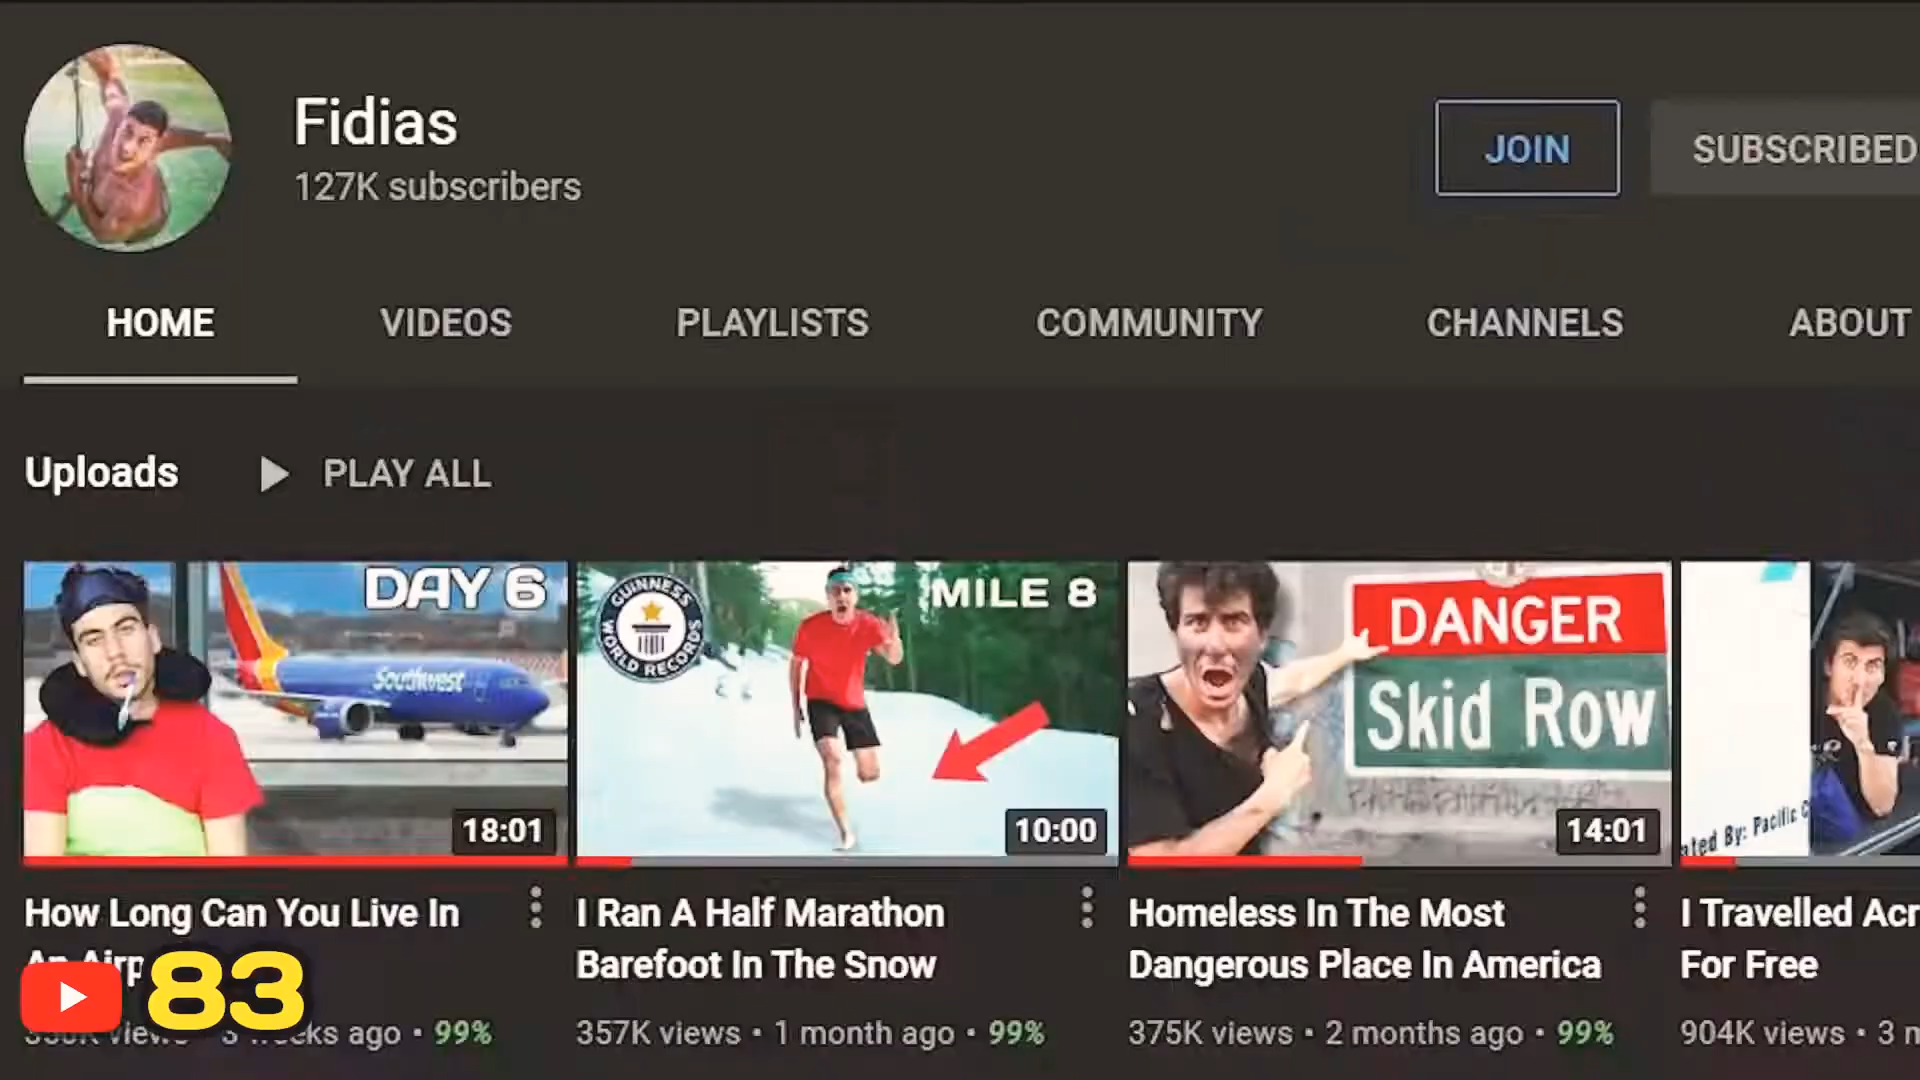 Fidias
127K subscribers
JOIN
SUBSCRIBED
HOME
VIDEOS
PLAYLISTS
COMMUNITY
CHANNELS
ABOUT
Uploads
PLAY ALL
DAY 6
Southwest
18:01
GUINNESS
WORLD RECORDS
MILE 8
10:00
DANGER
Skid Row
14:01
Pacific
By:
How Long Can You Live In
An
83
ago • 99%
I Ran A Half Marathon
Barefoot In The Snow
357K views • 1 month ago • 99%
Homeless In The Most
Dangerous Place In America
375K views • 2 months ago • 99%
I Travelled
For Free
904K views • 3